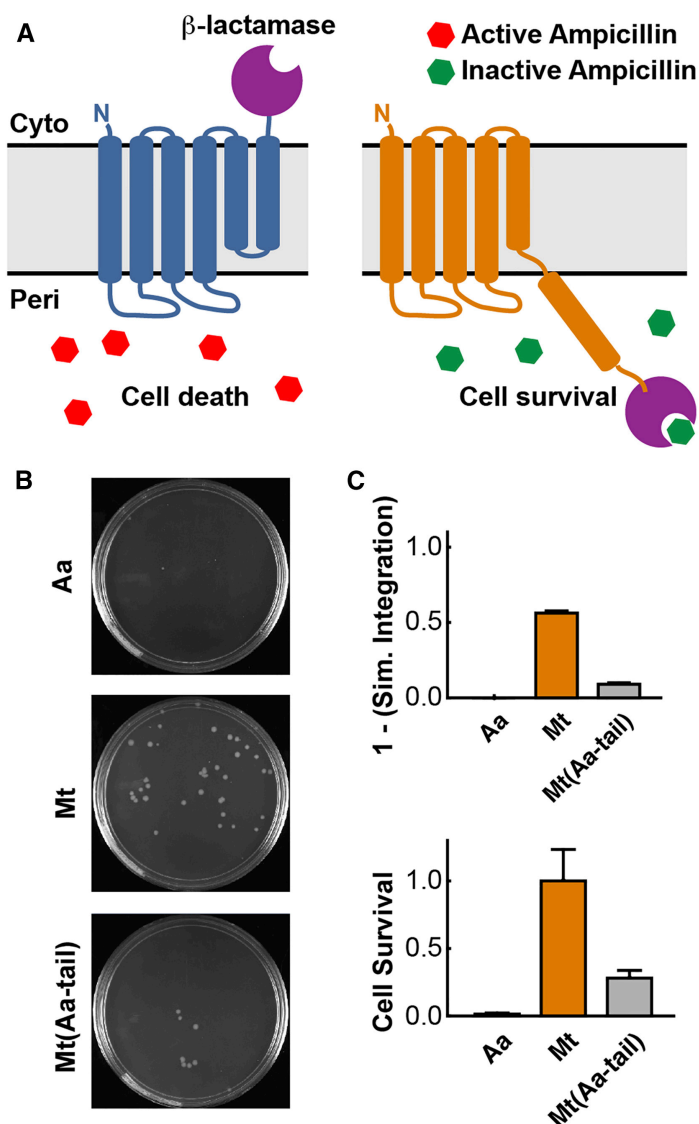 A
β-lactamase
Active Ampicillin
Inactive Ampicillin
N
N
Cyto
Peri
Cell death
Cell survival
B
Aa
Mt
Mt(Aa-tail)
C
1 - (Sim. Integration)
1.0
0.5
0.0
Aa
Mt
Mt(Aa-tail)
Cell Survival
1.0
0.5
0.0
Aa
Mt
Mt(Aa-tail)